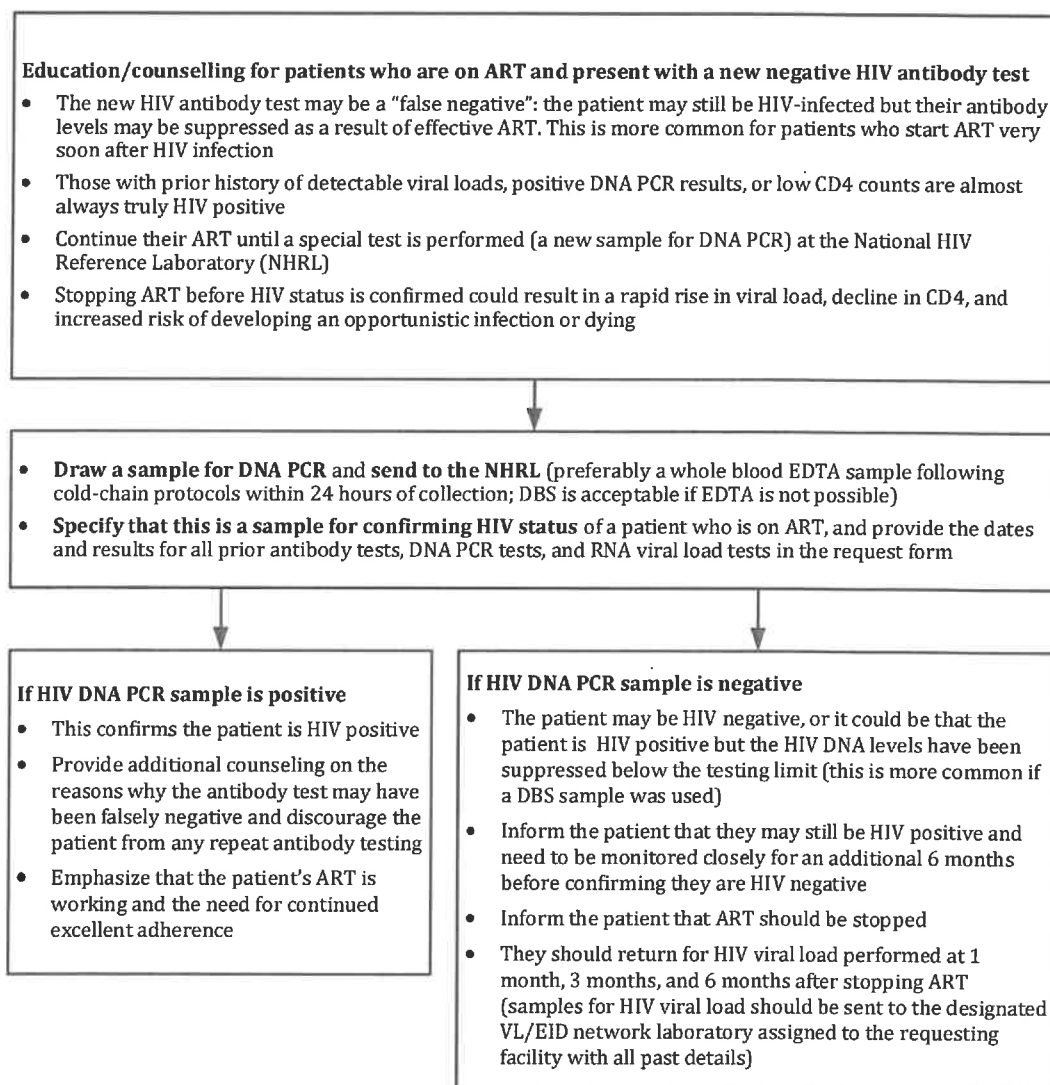 Education/counselling for patients who are on ART and present with a new negative HIV antibody test
• The new HIV antibody test may be a "false negative": the patient may still be HIV-infected but their antibody
levels may be suppressed as a result of effective ART. This is more common for patients who start ART very
soon after HIV infection
• Those with prior history of detectable viral loads, positive DNA PCR results, or low CD4 counts are almost
always truly HIV positive
• Continue their ART until a special test is performed (a new sample for DNA PCR) at the National HIV
Reference Laboratory (NHRL)
• Stopping ART before HIV status is confirmed could result in a rapid rise in viral load, decline in CD4, and
increased risk of developing an opportunistic infection or dying
• Draw a sample for DNA PCR and send to the NHRL (preferably a whole blood EDTA sample following
cold-chain protocols within 24 hours of collection; DBS is acceptable if EDTA is not possible)
• Specify that this is a sample for confirming HIV status of a patient who is on ART, and provide the dates
and results for all prior antibody tests, DNA PCR tests, and RNA viral load tests in the request form
If HIV DNA PCR sample is positive
• This confirms the patient is HIV positive
• Provide additional counseling on the
reasons why the antibody test may have
been falsely negative and discourage the
patient from any repeat antibody testing
• Emphasize that the patient's ART is
working and the need for continued
excellent adherence
If HIV DNA PCR sample is negative
• The patient may be HIV negative, or it could be that the
patient is HIV positive but the HIV DNA levels have been
suppressed below the testing limit (this is more common if
a DBS sample was used)
• Inform the patient that they may still be HIV positive and
need to be monitored closely for an additional 6 months
before confirming they are HIV negative
• Inform the patient that ART should be stopped
• They should return for HIV viral load performed at 1
month, 3 months, and 6 months after stopping ART
(samples for HIV viral load should be sent to the designated
VL/EID network laboratory assigned to the requesting
facility with all past details)